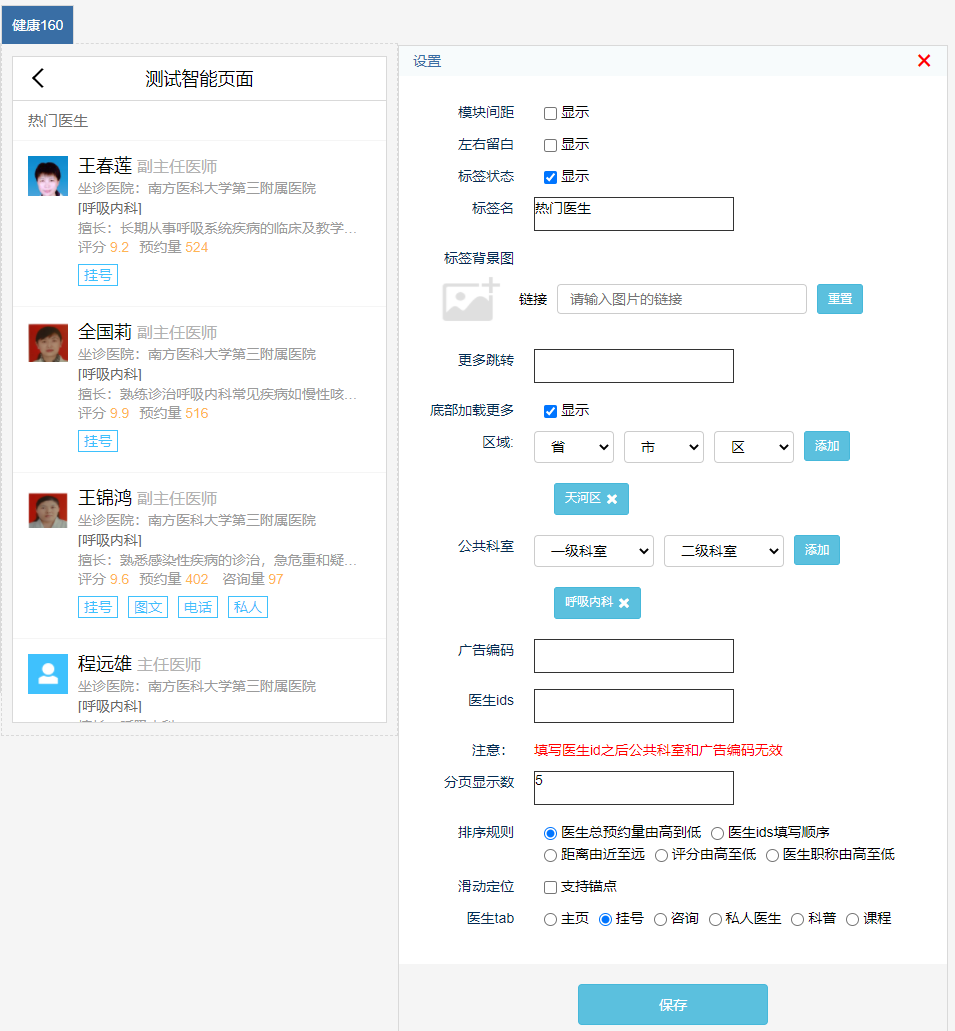 健康160
测试智能页面
热门医生
王春莲 副主任医师
坐诊医院：南方医科大学第三附属医院
[呼吸内科]
擅长：长期从事呼吸系统疾病的临床及教学...
评分 9.2 预约量 524
挂号
全国莉 副主任医师
坐诊医院：南方医科大学第三附属医院
[呼吸内科]
擅长：熟练诊治呼吸内科常见疾病如慢性咳...
评分 9.9 预约量 516
挂号
王锦鸿 副主任医师
坐诊医院：南方医科大学第三附属医院
[呼吸内科]
擅长：熟悉感染性疾病的诊治，急危重和疑...
评分 9.6 预约量 402 咨询量 97
挂号 图文 电话 私人
程远雄 主任医师
坐诊医院：南方医科大学第三附属医院
[呼吸内科]
设置
模块间距 显示
左右留白 显示
标签状态 显示
标签名 热门医生
标签背景图
链接 请输入图片的链接 重置
更多跳转
底部加载更多 显示
区域: 省 市 区 添加
天河区
公共科室 一级科室 二级科室 添加
呼吸内科
广告编码
医生ids
注意： 填写医生id之后公共科室和广告编码无效
分页显示数 5
排序规则 医生总预约量由高到低 医生ids填写顺序
距离由近至远 评分由高至低 医生职称由高至低
滑动定位 支持锚点
医生tab 主页 挂号 咨询 私人医生 科普 课程
保存